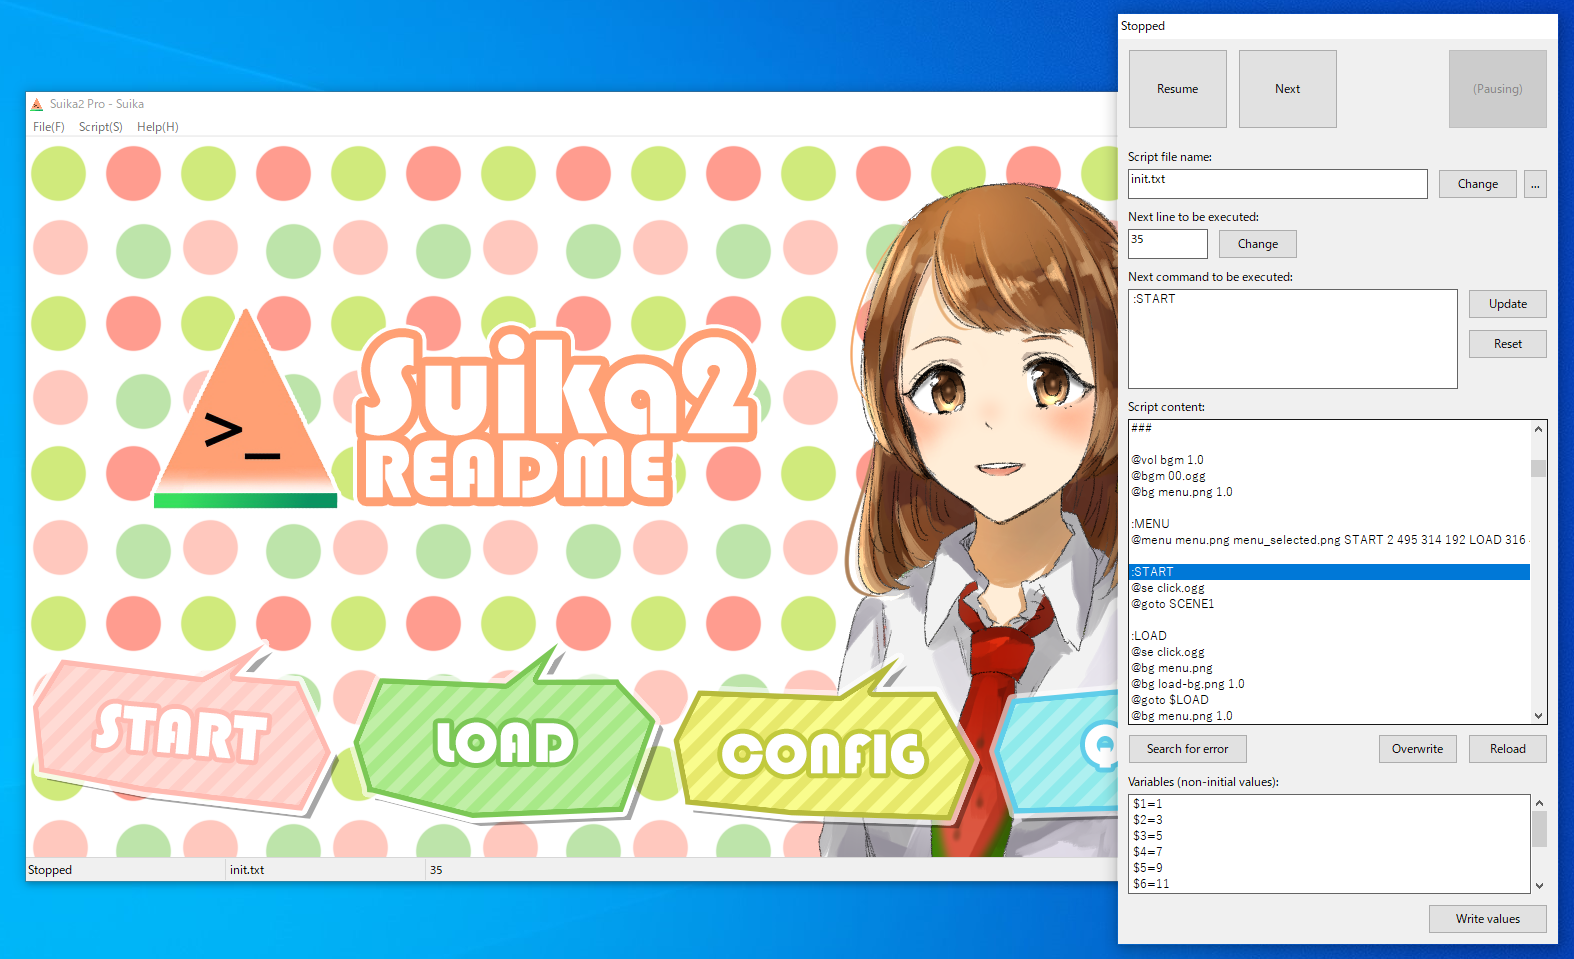 Suika2 Pro - Suika
File(F) Script(S) Help(H)
>_
Suika2
README
START
LOAD
CONFIG
Q
Stopped
init.txt
35
Stopped
Resume
Next
(Pausing)
Script file name:
init.txt
Change
...
Next line to be executed:
35
Change
Next command to be executed:
:START
Update
Reset
Script content:
###
@vol bgm 1.0
@bgm 00.ogg
@bg menu.png 1.0
:MENU
@menu menu.png menu_selected.png START 2 495 314 192 LOAD 316
:START
@se click.ogg
@goto SCENE1
:LOAD
@se click.ogg
@bg menu.png
@bg load-bg.png 1.0
@goto $LOAD
@bg menu.png 1.0
Search for error
Overwrite
Reload
Variables (non-initial values):
$1=1
$2=3
$3=5
$4=7
$5=9
$6=11
Write values